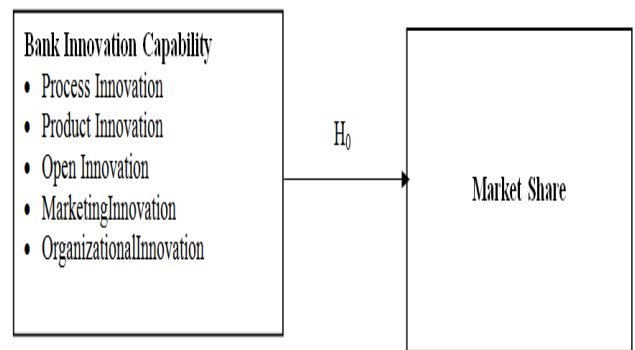 Bank Innovation Capability
• Process Innovation
• Product Innovation
• Open Innovation
• MarketingInnovation
• OrganizationalInnovation
H₀
Market Share